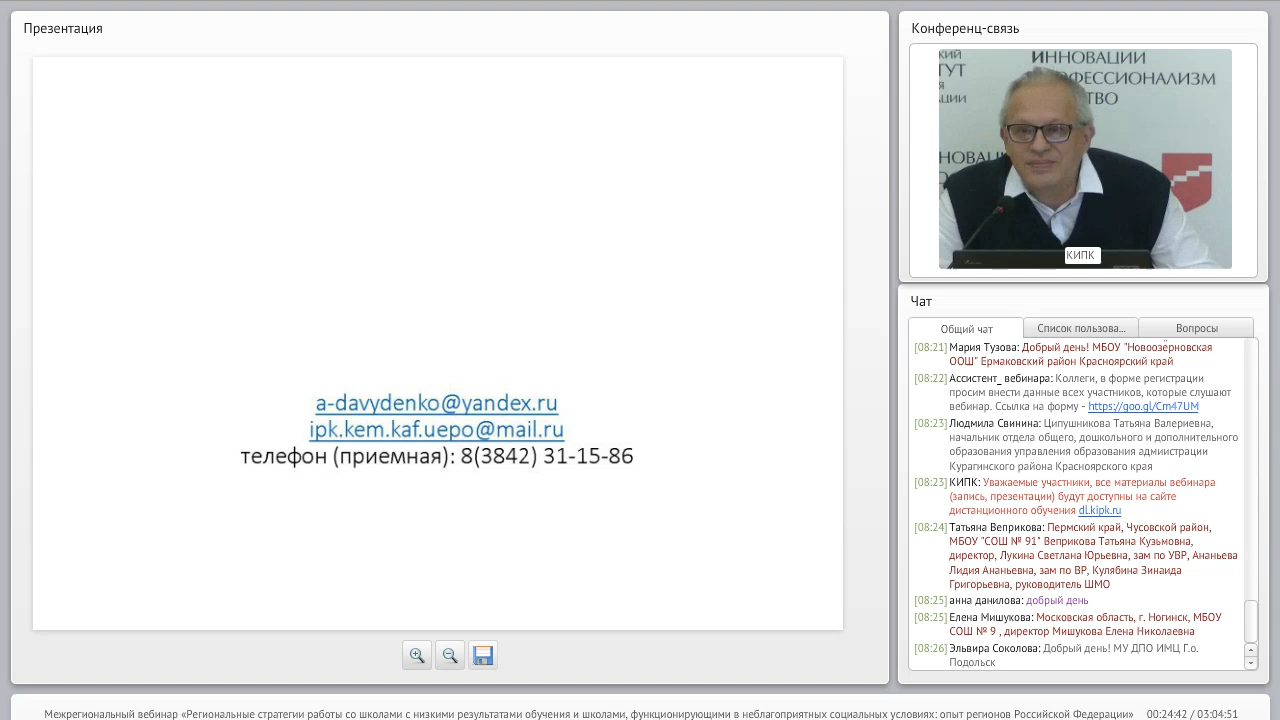 Презентация
a-davydenko@yandex.ru
ipk.kem.kaf.uepo@mail.ru
телефон (приемная): 8(3842) 31-15-86
Конференц-связь
ИННОВАЦИИ
КИПК
Чат
Общий чат
Список пользова...
Вопросы
[08:21] Мария Тузова: Добрый день! МБОУ "Новоозёрновская
ООШ" Ермаковский район Красноярский край
[08:22] Ассистент_ вебинара: Коллеги, в форме регистрации
просим внести данные всех участников, которые слушают
вебинар. Ссылка на форму - https://goo.gl/Cm47UM
[08:23] Людмила Свинина: Ципушникова Татьяна Валериевна,
начальник отдела общего, дошкольного и дополнительного
образования управления образования адмиистрации
Курагинского района Красноярского края
[08:23] КИПК: Уважаемые участники, все материалы вебинара
(запись, презентации) будут доступны на сайте
дистанционного обучения dl.kipk.ru
[08:24] Татьяна Веприкова: Пермский край, Чусовской район,
МБОУ "СОШ № 91" Веприкова Татьяна Кузьмовна,
директор, Лукина Светлана Юрьевна, зам по УВР, Ананьева
Лидия Ананьевна, зам по ВР, Кулябина Зинаида
Григорьевна, руководитель ШМО
[08:25] анна данилова: добрый день
[08:25] Елена Мишукова: Московская область, г. Ногинск, МБОУ
СОШ № 9 , директор Мишукова Елена Николаевна
[08:26] Эльвира Соколова: Добрый день! МУ ДПО ИМЦ Г.о.
Подольск
Межрегиональный вебинар «Региональные стратегии работы со школами с низкими результатами обучения и школами, функционирующими в неблагоприятных социальных условиях: опыт регионов Российской Федерации» 00:24:42 / 03:04:51